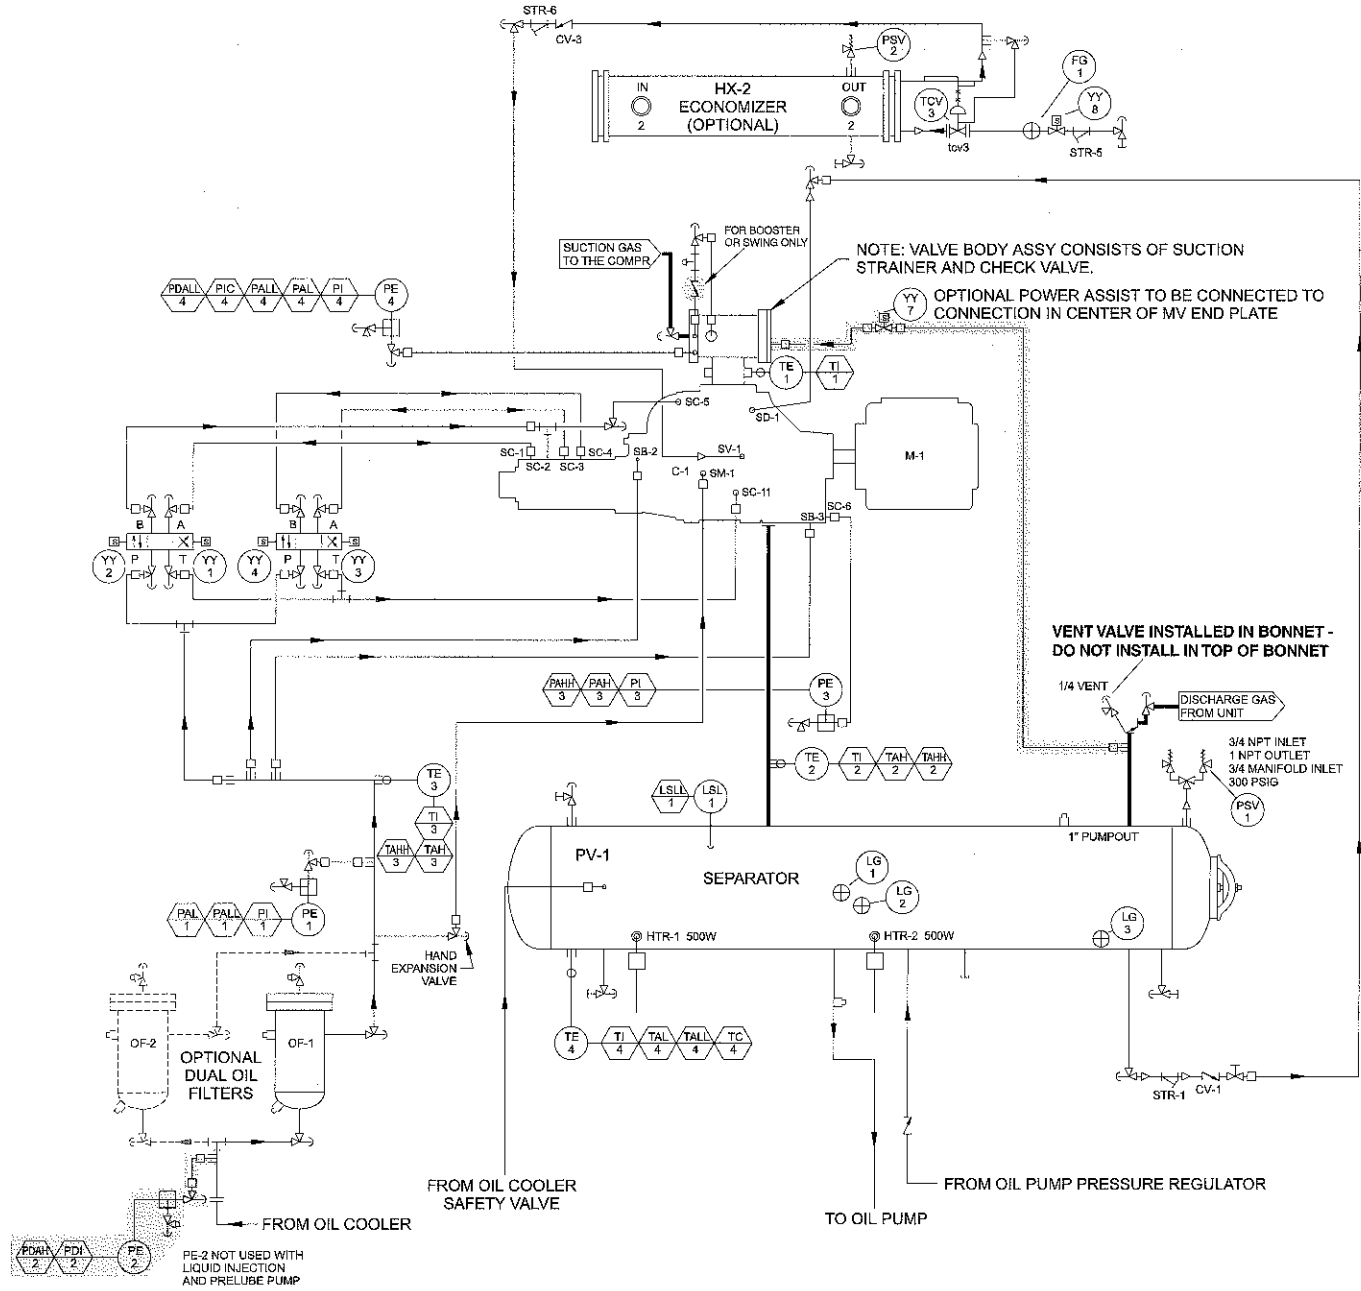 STR-6
CV-3
PSV
2
FG
1
IN
2
HX-2
ECONOMIZER
(OPTIONAL)
OUT
2
TCV
3
tcv3
YY
8
STR-5
FOR BOOSTER
OR SWING ONLY
SUCTION GAS
TO THE COMPR.
NOTE: VALVE BODY ASSY CONSISTS OF SUCTION
STRAINER AND CHECK VALVE.
PDALL
4
PIC
4
PALL
4
PAL
4
PI
4
PE
4
YY
7
OPTIONAL POWER ASSIST TO BE CONNECTED TO
CONNECTION IN CENTER OF MV END PLATE
TE
1
TI
1
SC-5
SD-1
SC-1
SC-2
SC-3
SC-4
SB-2
C-1
SV-1
SM-1
SC-11
SB-3
SC-6
M-1
B
A
B
A
S
S
S
S
P
T
P
T
YY
2
YY
1
YY
4
YY
3
VENT VALVE INSTALLED IN BONNET -
DO NOT INSTALL IN TOP OF BONNET
1/4 VENT
DISCHARGE GAS
FROM UNIT
PAHH
3
PAH
3
PI
3
PE
3
3/4 NPT INLET
1 NPT OUTLET
3/4 MANIFOLD INLET
300 PSIG
PSV
1
TE
2
TI
2
TAH
2
TAHH
2
TE
3
TI
3
TAHH
3
TAH
3
LSLL
1
LSL
1
PV-1
SEPARATOR
1" PUMPOUT
LG
1
LG
2
LG
3
HTR-1 500W
HTR-2 500W
PAL
1
PALL
1
PI
1
PE
1
HAND
EXPANSION
VALVE
OF-2
OF-1
OPTIONAL
DUAL OIL
FILTERS
TE
4
TI
4
TAL
4
TALL
4
TC
4
STR-1
CV-1
FROM OIL COOLER
SAFETY VALVE
TO OIL PUMP
FROM OIL PUMP PRESSURE REGULATOR
FROM OIL COOLER
PDAH
2
PDI
2
PE
2
PE-2 NOT USED WITH
LIQUID INJECTION
AND PRELUBE PUMP